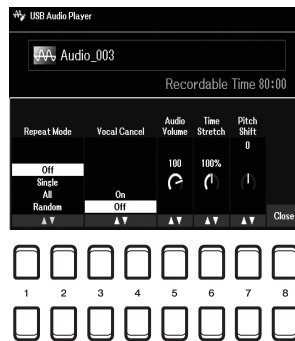 USB Audio Player
Audio_003
Recordable Time 80:00
Repeat Mode
Vocal Cancel
Audio Volume
Time Stretch
Pitch Shift
100
100%
0
Off
Single
All
Random
On
Off
Close
1 2 3 4 5 6 7 8